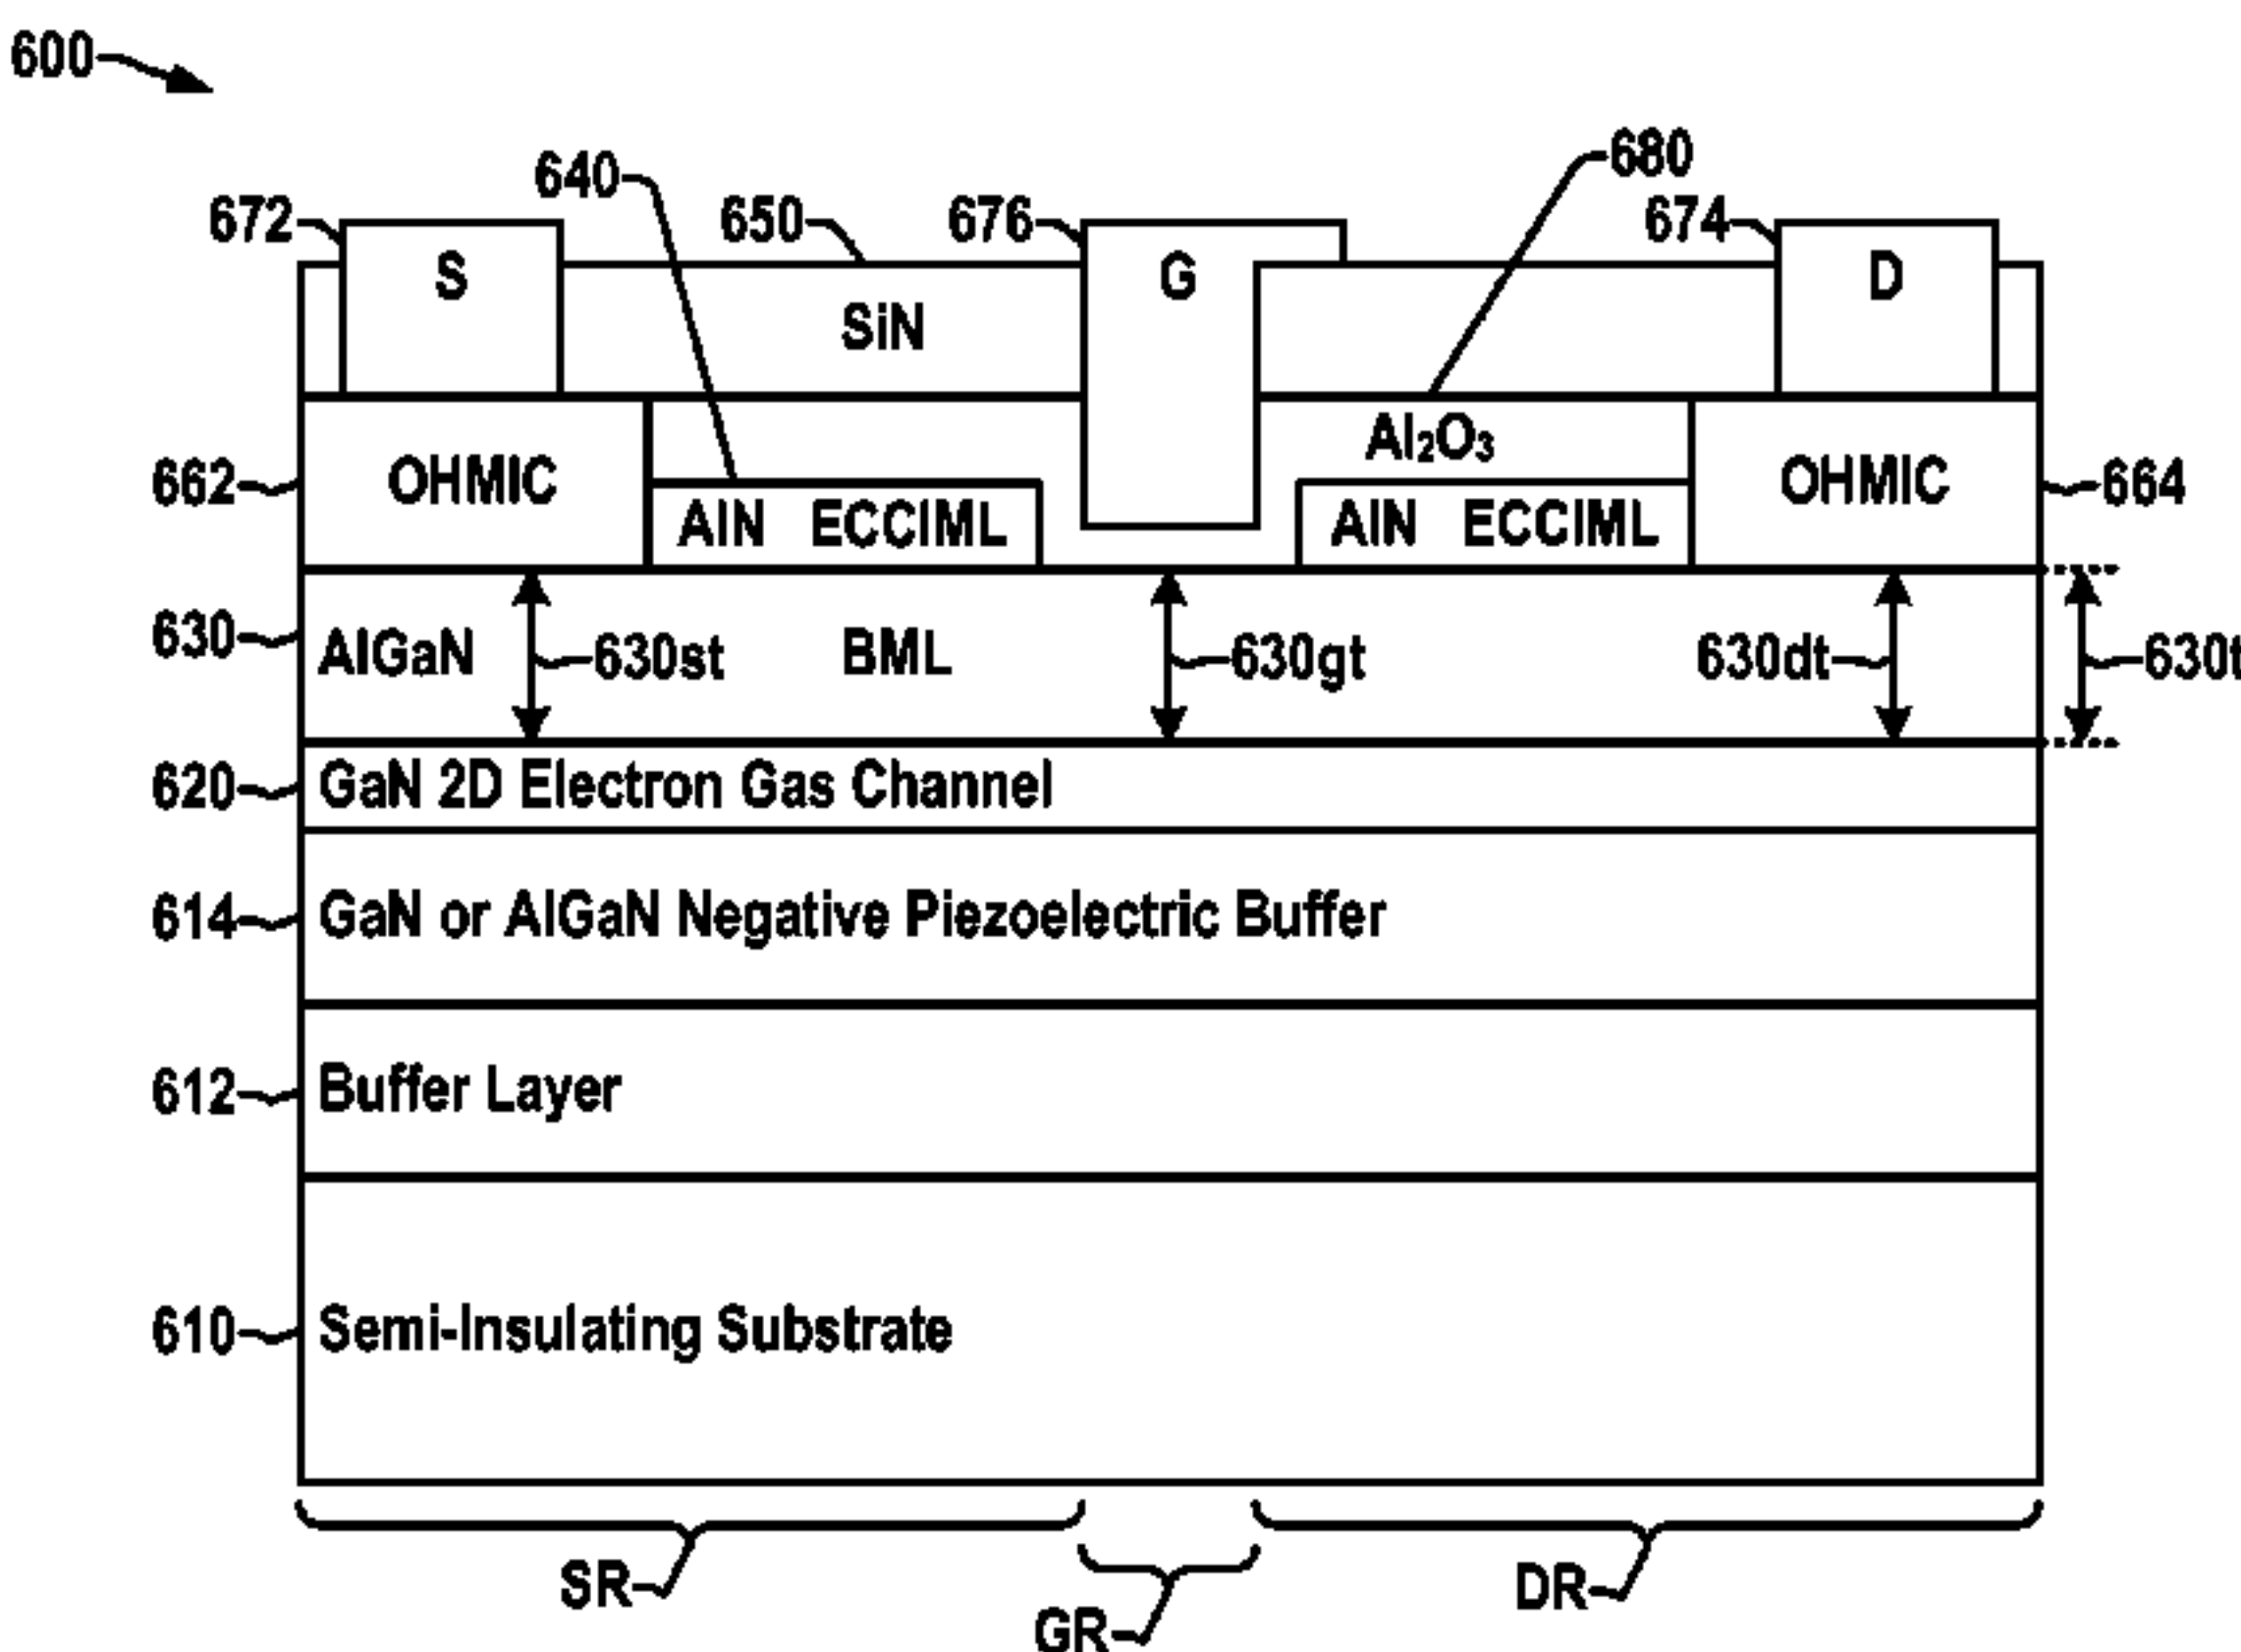 600
640
680
672
650
676
674
S
G
D
SiN
Al₂O₃
662
OHMIC
OHMIC
664
AlN ECCIML
AlN ECCIML
630
AlGaN
630st
BML
630gt
630dt
630t
620
GaN 2D Electron Gas Channel
614
GaN or AlGaN Negative Piezoelectric Buffer
612
Buffer Layer
610
Semi-Insulating Substrate
SR
DR
GR